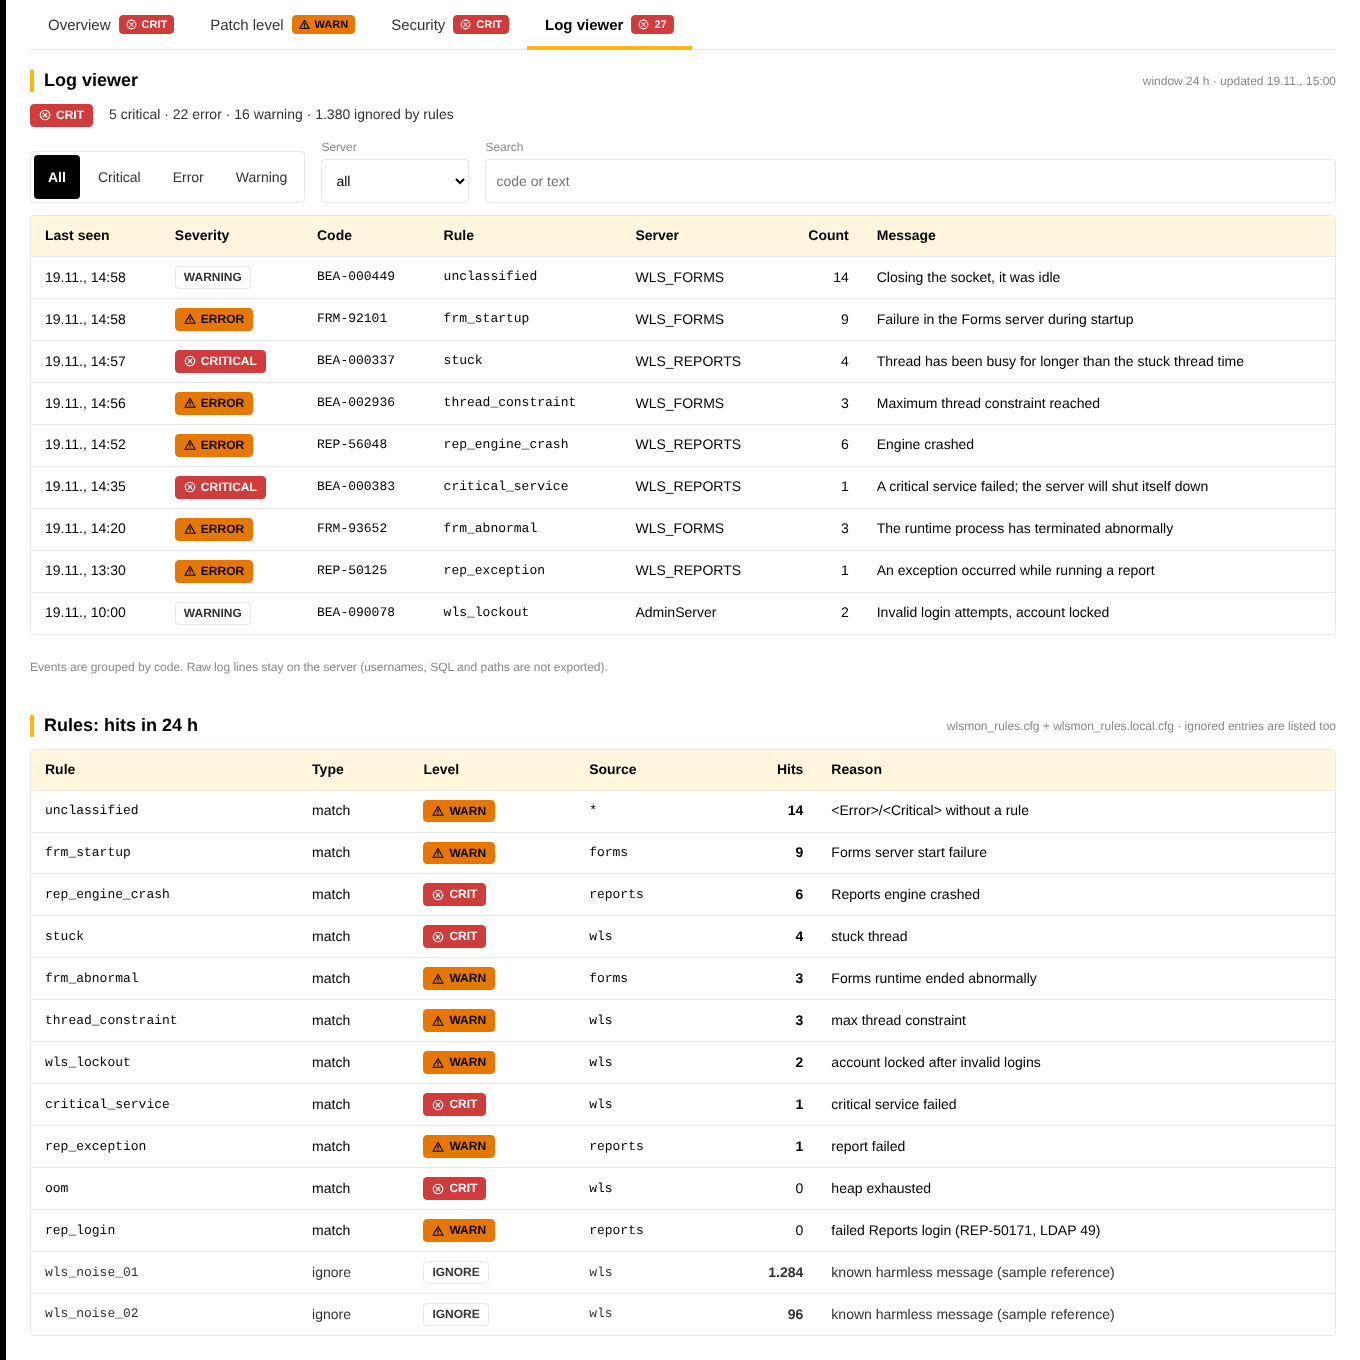 Overview CRIT Patch level WARN Security CRIT Log viewer 27
Log viewer window 24 h · updated 19.11., 15:00
CRIT 5 critical · 22 error · 16 warning · 1.380 ignored by rules
Server Search
All Critical Error Warning all code or text
Last seen Severity Code Rule Server Count Message
19.11., 14:58 WARNING BEA-000449 unclassified WLS_FORMS 14 Closing the socket, it was idle
19.11., 14:58 ERROR FRM-92101 frm_startup WLS_FORMS 9 Failure in the Forms server during startup
19.11., 14:57 CRITICAL BEA-000337 stuck WLS_REPORTS 4 Thread has been busy for longer than the stuck thread time
19.11., 14:56 ERROR BEA-002936 thread_constraint WLS_FORMS 3 Maximum thread constraint reached
19.11., 14:52 ERROR REP-56048 rep_engine_crash WLS_REPORTS 6 Engine crashed
19.11., 14:35 CRITICAL BEA-000383 critical_service WLS_REPORTS 1 A critical service failed; the server will shut itself down
19.11., 14:20 ERROR FRM-93652 frm_abnormal WLS_FORMS 3 The runtime process has terminated abnormally
19.11., 13:30 ERROR REP-50125 rep_exception WLS_REPORTS 1 An exception occurred while running a report
19.11., 10:00 WARNING BEA-090078 wls_lockout AdminServer 2 Invalid login attempts, account locked
Events are grouped by code. Raw log lines stay on the server (usernames, SQL and paths are not exported).
Rules: hits in 24 h wlsmon_rules.cfg + wlsmon_rules.local.cfg · ignored entries are listed too
Rule Type Level Source Hits Reason
unclassified match WARN * 14 <Error>/<Critical> without a rule
frm_startup match WARN forms 9 Forms server start failure
rep_engine_crash match CRIT reports 6 Reports engine crashed
stuck match CRIT wls 4 stuck thread
frm_abnormal match WARN forms 3 Forms runtime ended abnormally
thread_constraint match WARN wls 3 max thread constraint
wls_lockout match WARN wls 2 account locked after invalid logins
critical_service match CRIT wls 1 critical service failed
rep_exception match WARN reports 1 report failed
oom match CRIT wls 0 heap exhausted
rep_login match WARN reports 0 failed Reports login (REP-50171, LDAP 49)
wls_noise_01 ignore IGNORE wls 1.284 known harmless message (sample reference)
wls_noise_02 ignore IGNORE wls 96 known harmless message (sample reference)